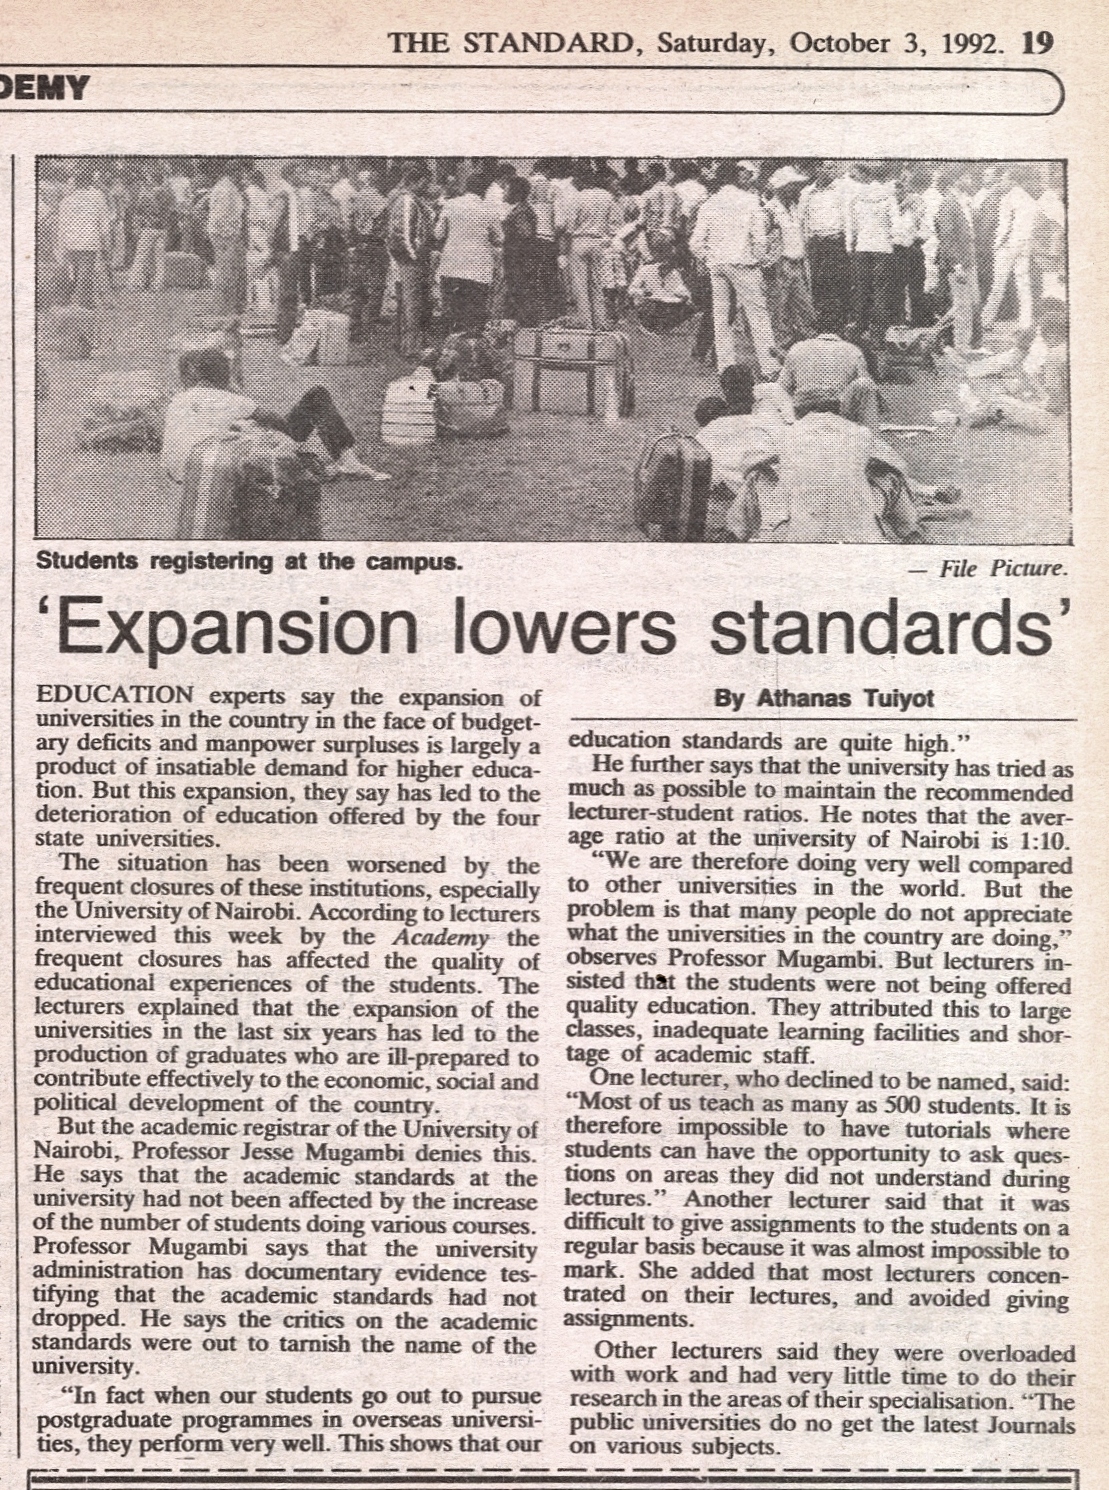 THE STANDARD, Saturday, October 3, 1992. 19
DEMY
Students registering at the campus.
— File Picture.
‘Expansion lowers standards’
EDUCATION experts say the expansion of
universities in the country in the face of budget-
ary deficits and manpower surpluses is largely a
product of insatiable demand for higher educa-
tion. But this expansion, they say has led to the
deterioration of education offered by the four
state universities.
The situation has been worsened by the
frequent closures of these institutions, especially
the University of Nairobi. According to lecturers
interviewed this week by the Academy the
frequent closures has affected the quality of
educational experiences of the students. The
lecturers explained that the expansion of the
universities in the last six years has led to the
production of graduates who are ill-prepared to
contribute effectively to the economic, social and
political development of the country.
But the academic registrar of the University of
Nairobi, Professor Jesse Mugambi denies this.
He says that the academic standards at the
university had not been affected by the increase
of the number of students doing various courses.
Professor Mugambi says that the university
administration has documentary evidence tes-
tifying that the academic standards had not
dropped. He says the critics on the academic
standards were out to tarnish the name of the
university.
“In fact when our students go out to pursue
postgraduate programmes in overseas universi-
ties, they perform very well. This shows that our
By Athanas Tuiyot
education standards are quite high.”
He further says that the university has tried as
much as possible to maintain the recommended
lecturer-student ratios. He notes that the aver-
age ratio at the university of Nairobi is 1:10.
“We are therefore doing very well compared
to other universities in the world. But the
problem is that many people do not appreciate
what the universities in the country are doing,”
observes Professor Mugambi. But lecturers in-
sisted that the students were not being offered
quality education. They attributed this to large
classes, inadequate learning facilities and shor-
tage of academic staff.
One lecturer, who declined to be named, said:
“Most of us teach as many as 500 students. It is
therefore impossible to have tutorials where
students can have the opportunity to ask ques-
tions on areas they did not understand during
lectures.” Another lecturer said that it was
difficult to give assignments to the students on a
regular basis because it was almost impossible to
mark. She added that most lecturers concen-
trated on their lectures, and avoided giving
assignments.
Other lecturers said they were overloaded
with work and had very little time to do their
research in the areas of their specialisation. “The
public universities do no get the latest Journals
on various subjects.